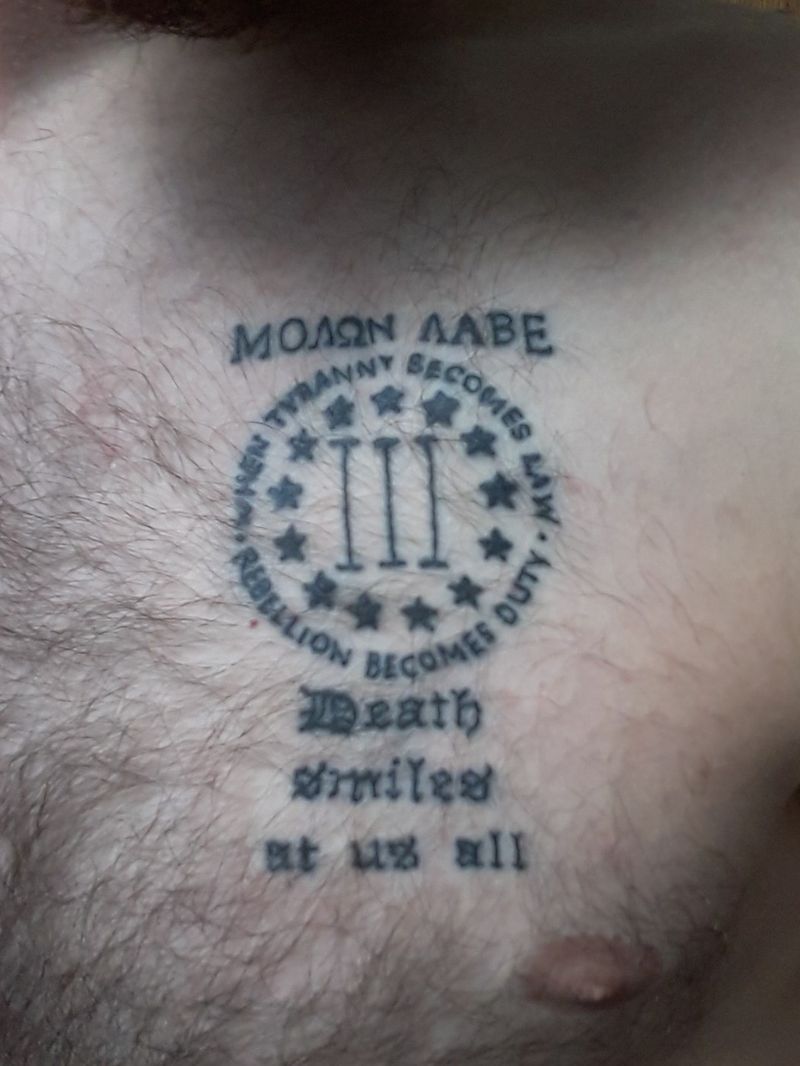 ΜΟΛΩΝ ΛΑΒΕ
WHEN TYRANNY BECOMES LAW
III
REBELLION BECOMES DUTY
Death
smiles
at us all